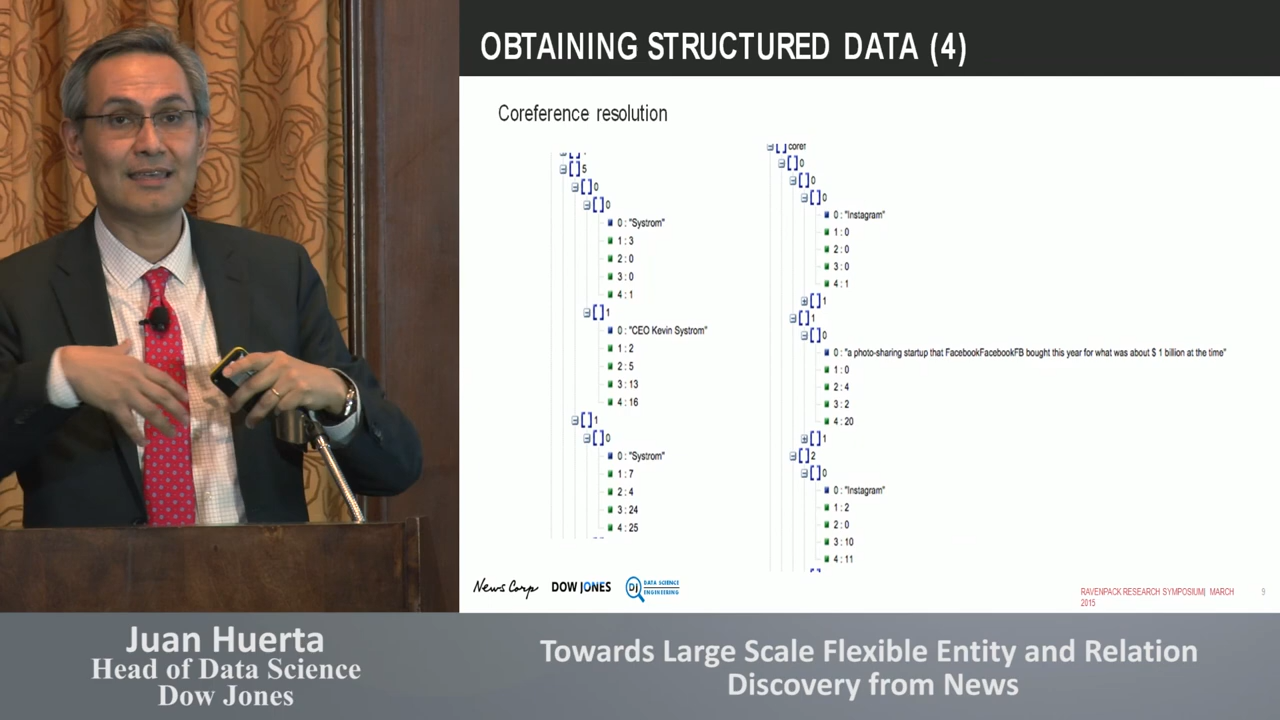 OBTAINING STRUCTURED DATA (4)
Coreference resolution
[ ] 5
[ ] 0
[ ] 0
0 : "Systrom"
1 : 3
2 : 0
3 : 0
4 : 1
[ ] 1
0 : "CEO Kevin Systrom"
1 : 2
2 : 5
3 : 13
4 : 16
[ ] 1
[ ] 0
0 : "Systrom"
1 : 7
2 : 4
3 : 24
4 : 25
[ ] coref
[ ] 0
[ ] 0
[ ] 0
0 : "Instagram"
1 : 0
2 : 0
3 : 0
4 : 1
[ ] 1
[ ] 1
[ ] 0
0 : "a photo-sharing startup that FacebookFacebookFB bought this year for what was about $ 1 billion at the time"
1 : 0
2 : 4
3 : 2
4 : 20
[ ] 1
[ ] 2
[ ] 0
0 : "Instagram"
1 : 2
2 : 0
3 : 10
4 : 11
News Corp DOW JONES DJ DATA SCIENCE
ENGINEERING
RAVENPACK RESEARCH SYMPOSIUM| MARCH
2015
9
Juan Huerta
Head of Data Science
Dow Jones
Towards Large Scale Flexible Entity and Relation
Discovery from News